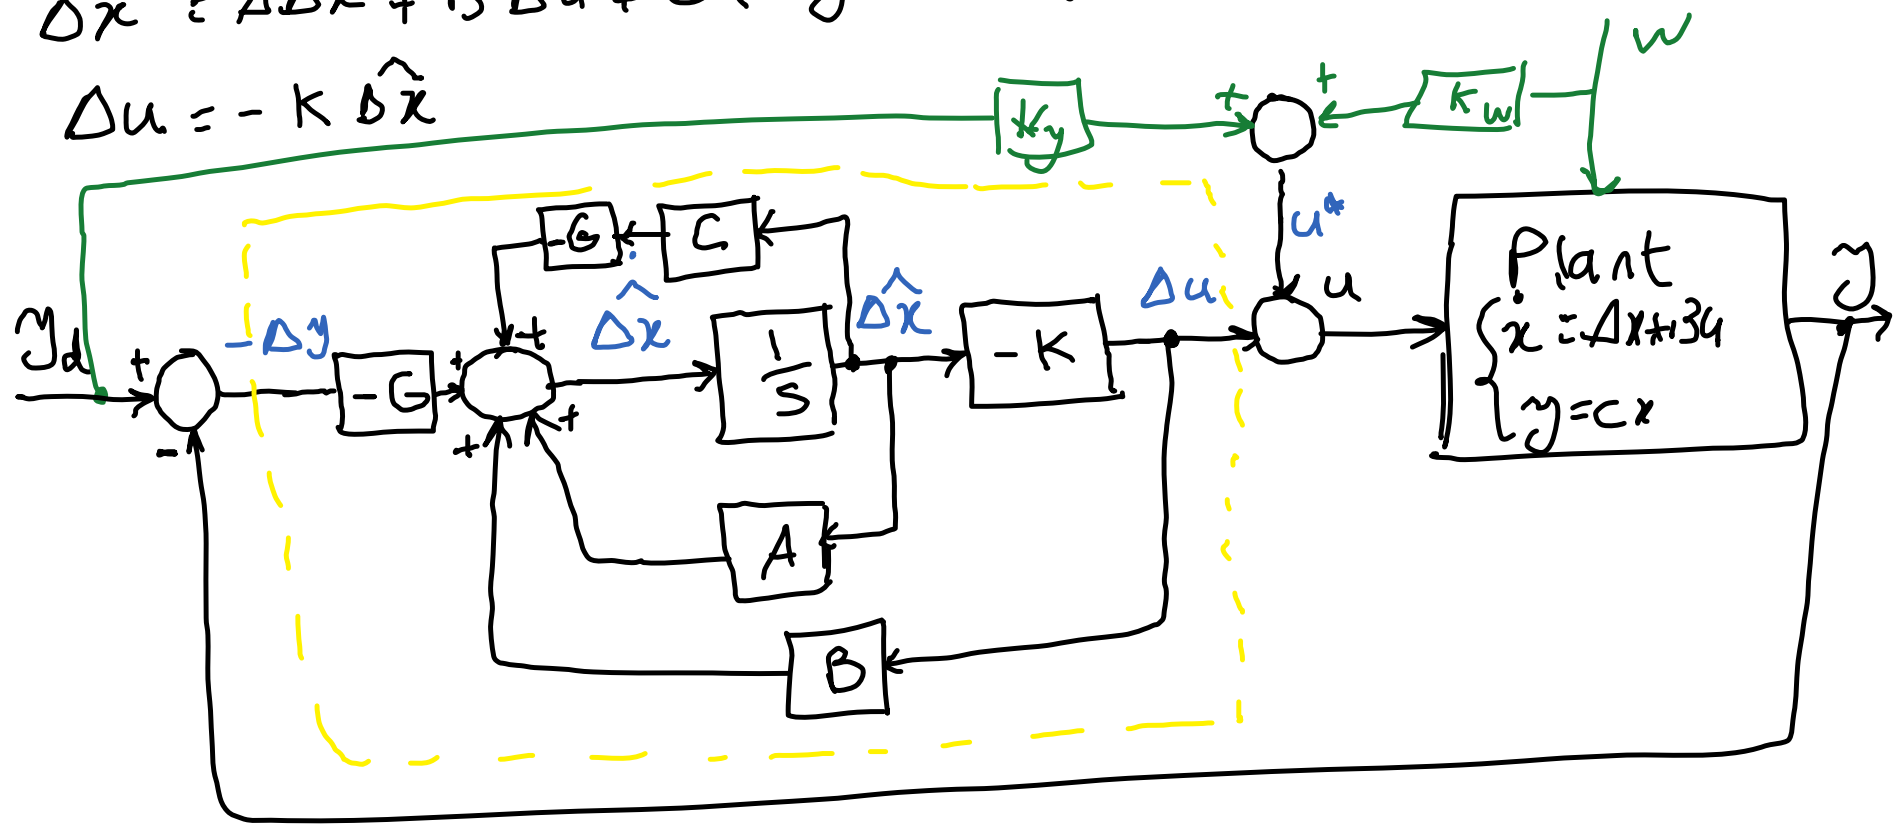 Δu = - K Δx̂
w
+
+
Ky
Kw
u*
-G
C
Plant
ẋ = Ax + Bu
y = cx
y
yd
+
-
-Δy
-G
+
+
+
+
Δx̂̇
1/S
Δx̂
-K
Δu
u
A
B